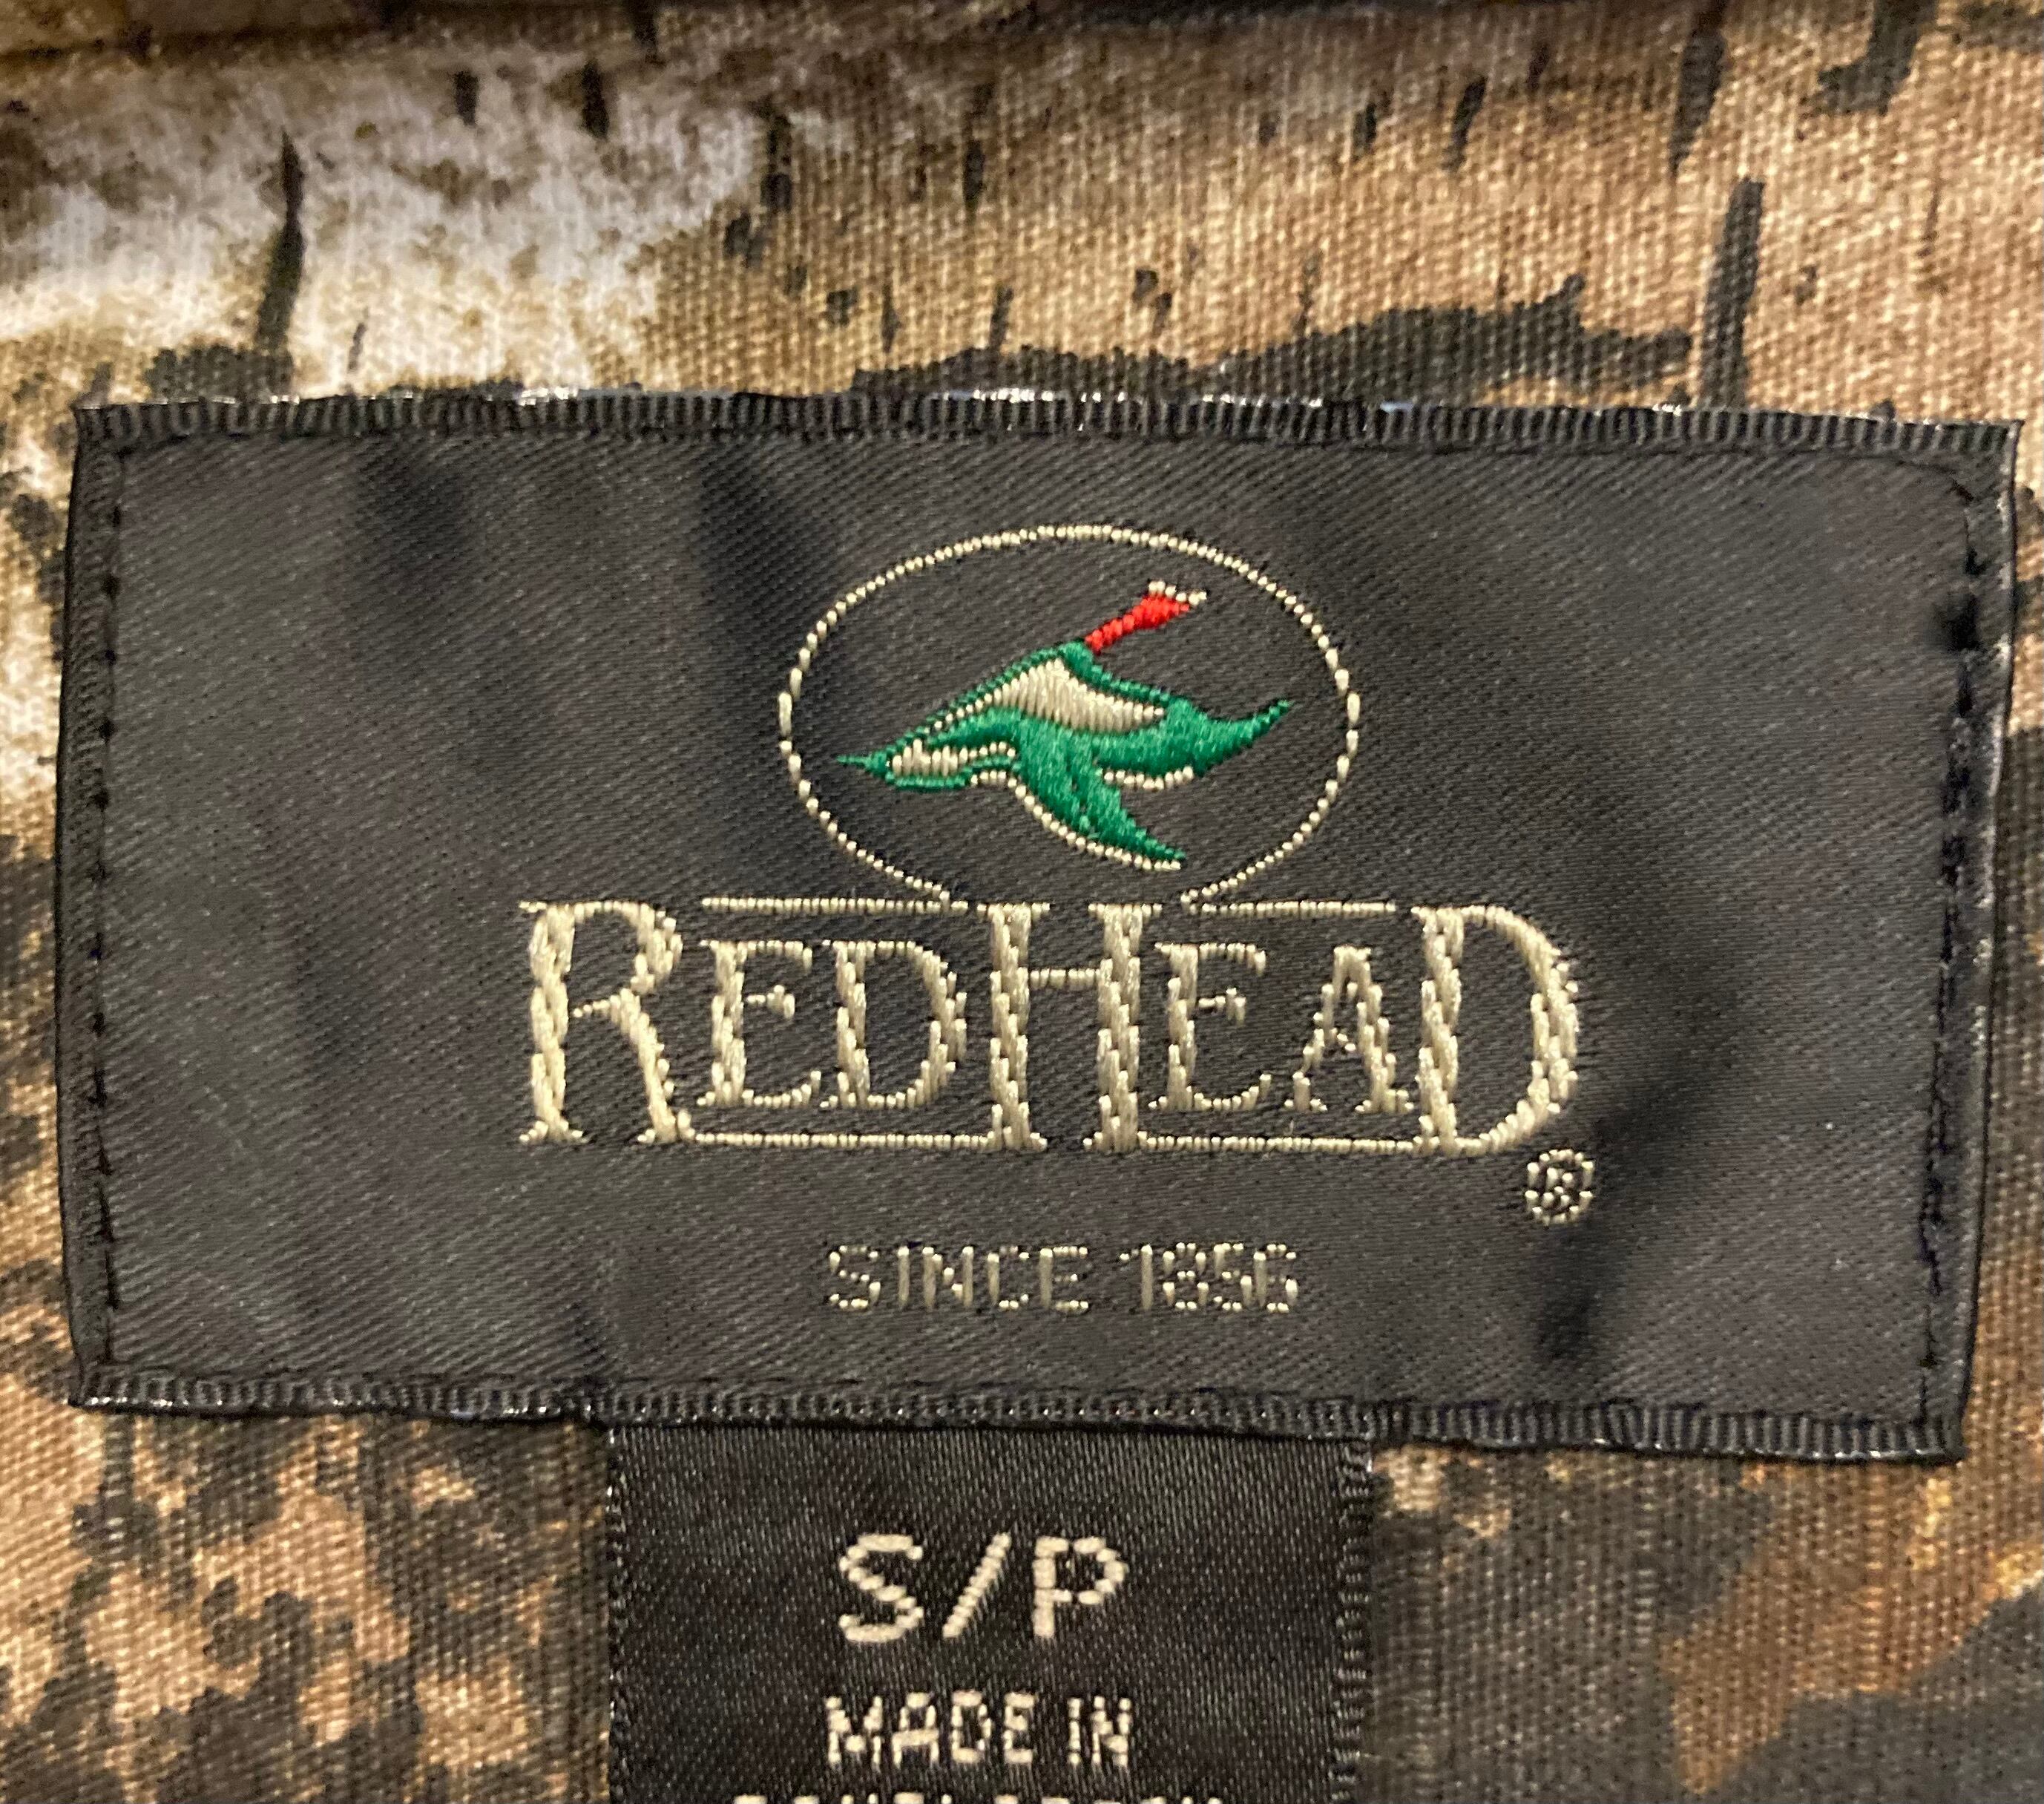 REDHEAD
®
SINCE 1856
S/P
MADE IN